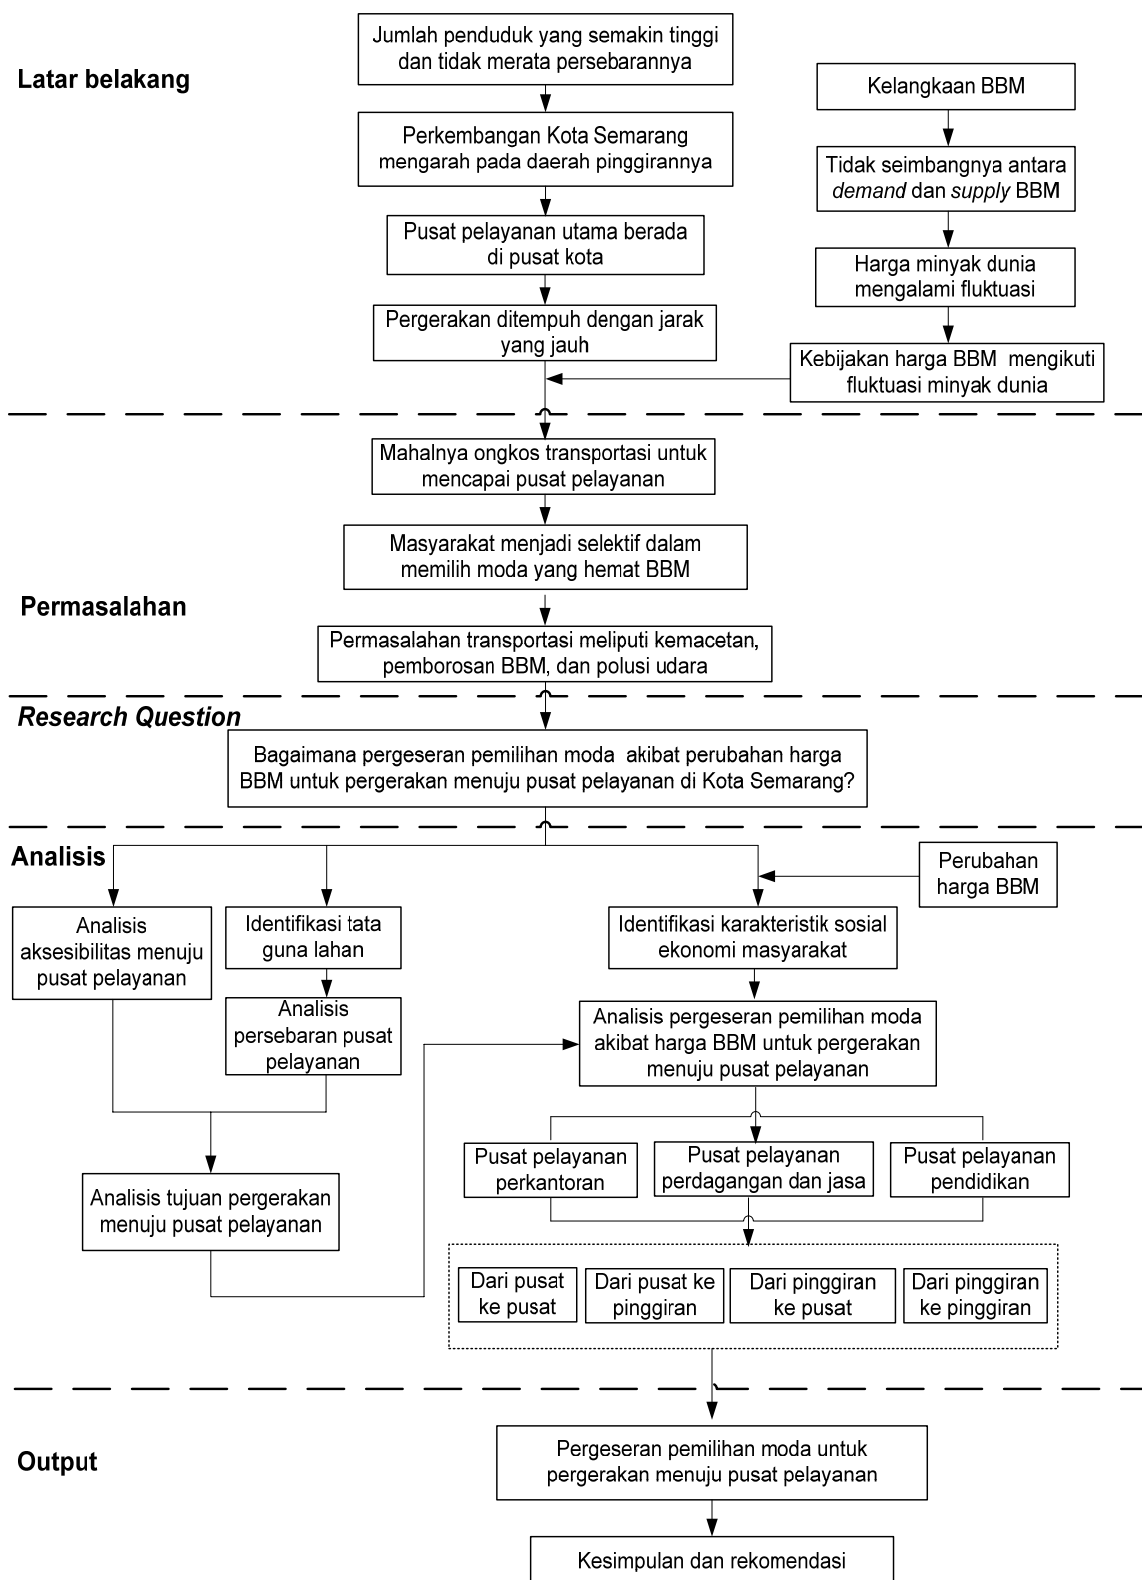 Latar belakang
Jumlah penduduk yang semakin tinggi
dan tidak merata persebarannya
Perkembangan Kota Semarang
mengarah pada daerah pinggirannya
Pusat pelayanan utama berada
di pusat kota
Pergerakan ditempuh dengan jarak
yang jauh
Kelangkaan BBM
Tidak seimbangnya antara
demand dan supply BBM
Harga minyak dunia
mengalami fluktuasi
Kebijakan harga BBM mengikuti
fluktuasi minyak dunia
Permasalahan
Mahalnya ongkos transportasi untuk
mencapai pusat pelayanan
Masyarakat menjadi selektif dalam
memilih moda yang hemat BBM
Permasalahan transportasi meliputi kemacetan,
pemborosan BBM, dan polusi udara
Research Question
Bagaimana pergeseran pemilihan moda akibat perubahan harga
BBM untuk pergerakan menuju pusat pelayanan di Kota Semarang?
Analisis
Perubahan
harga BBM
Analisis
aksesibilitas menuju
pusat pelayanan
Identifikasi tata
guna lahan
Analisis
persebaran pusat
pelayanan
Analisis tujuan pergerakan
menuju pusat pelayanan
Identifikasi karakteristik sosial
ekonomi masyarakat
Analisis pergeseran pemilihan moda
akibat harga BBM untuk pergerakan
menuju pusat pelayanan
Pusat pelayanan
perkantoran
Pusat pelayanan
perdagangan dan jasa
Pusat pelayanan
pendidikan
Dari pusat
ke pusat
Dari pusat ke
pinggiran
Dari pinggiran
ke pusat
Dari pinggiran
ke pinggiran
Output
Pergeseran pemilihan moda untuk
pergerakan menuju pusat pelayanan
Kesimpulan dan rekomendasi